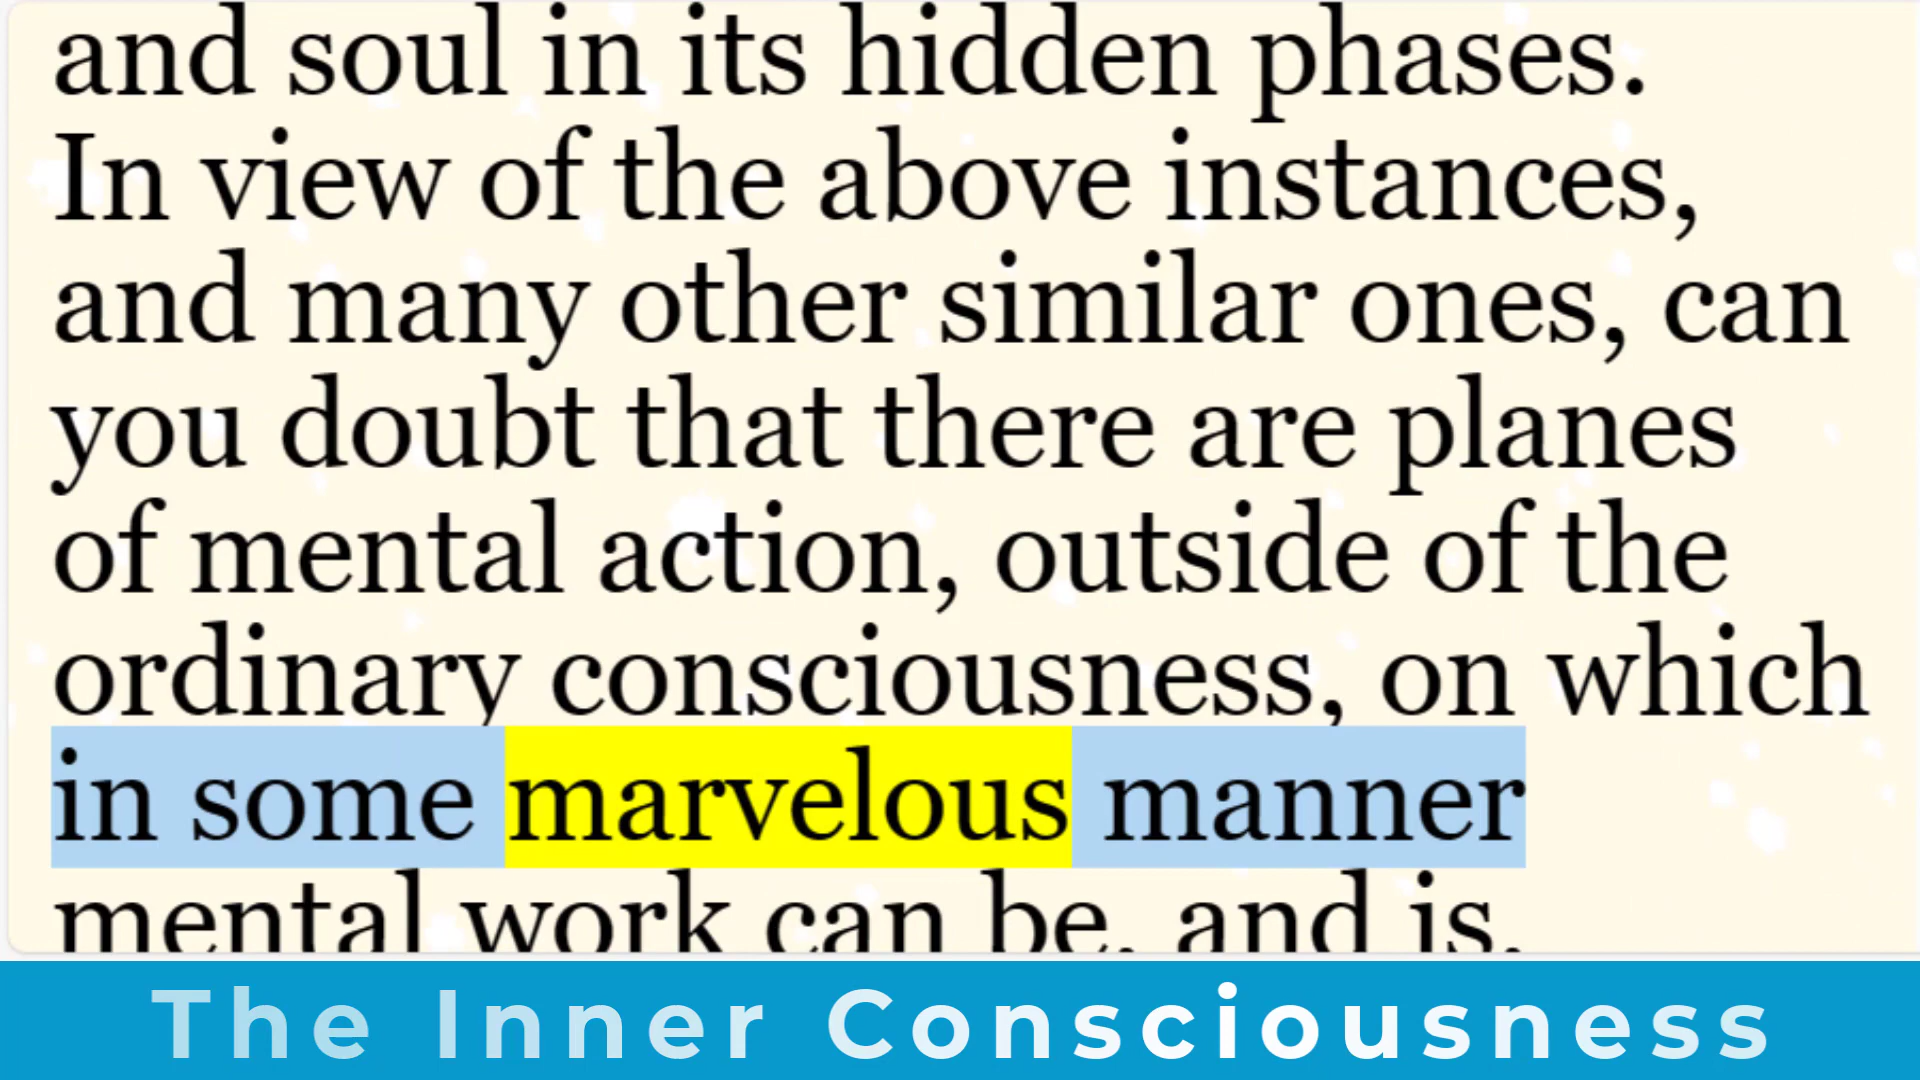 and soul in its hidden phases.
In view of the above instances,
and many other similar ones, can
you doubt that there are planes
of mental action, outside of the
ordinary consciousness, on which
in some marvelous manner
mental work can be, and is,
The Inner Consciousness